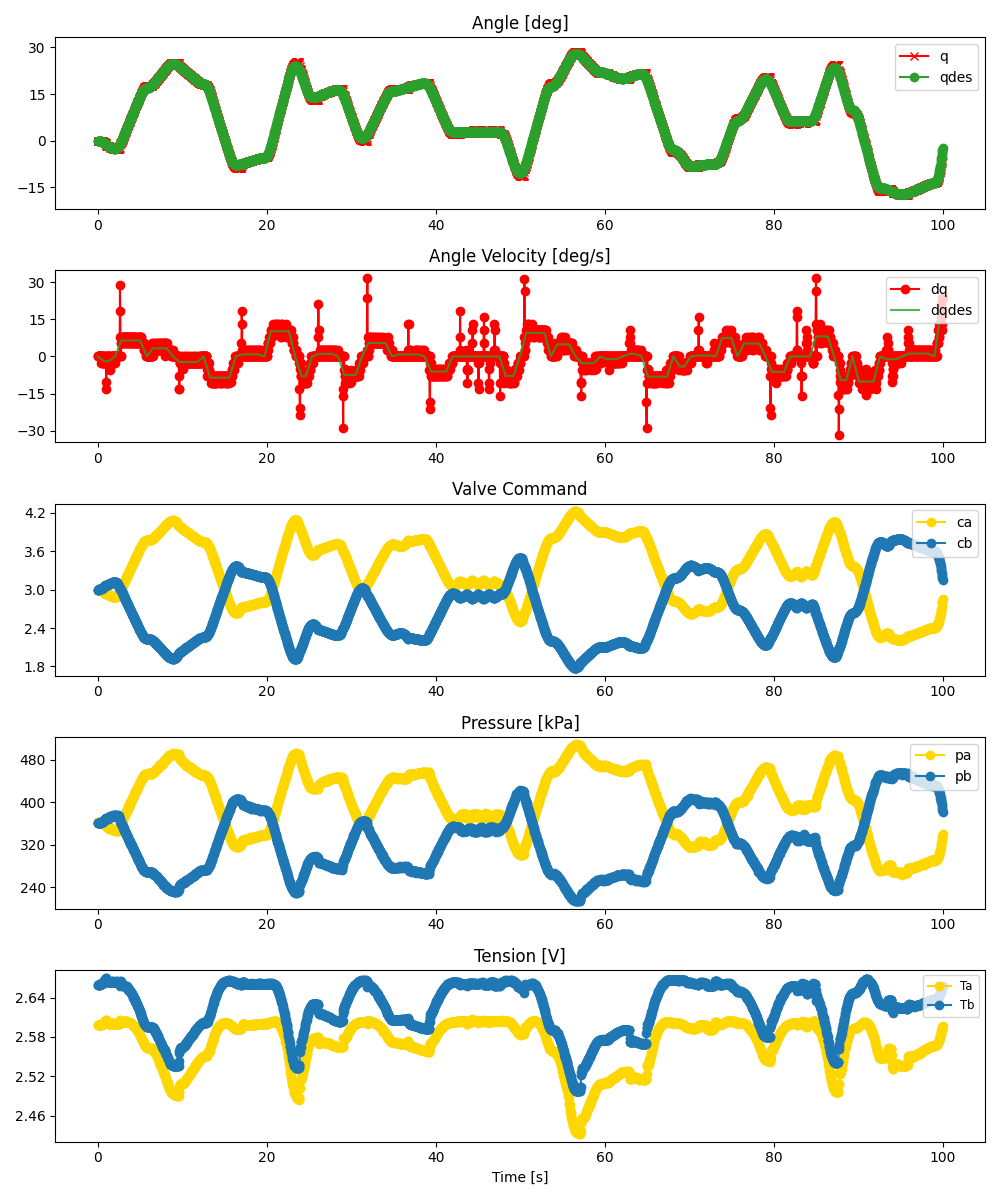 Angle [deg]
30
15
0
−15
q
qdes
0 20 40 60 80 100
Angle Velocity [deg/s]
30
15
0
−15
−30
dq
dqdes
0 20 40 60 80 100
Valve Command
4.2
3.6
3.0
2.4
1.8
ca
cb
0 20 40 60 80 100
Pressure [kPa]
480
400
320
240
pa
pb
0 20 40 60 80 100
Tension [V]
2.64
2.58
2.52
2.46
Ta
Tb
0 20 40 60 80 100
Time [s]